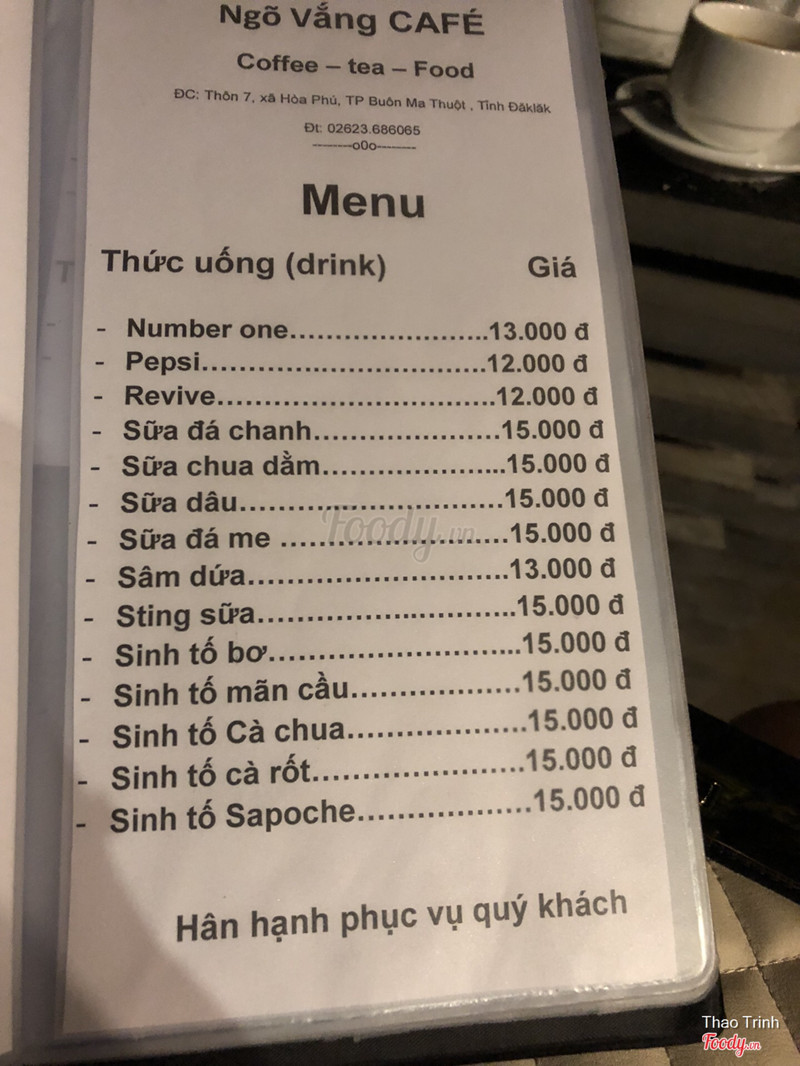 Ngõ Vắng CAFÉ
Coffee – tea – Food
ĐC: Thôn 7, xã Hòa Phú, TP Buôn Ma Thuột , Tỉnh Đăklăk
Đt: 02623.686065
--------o0o--------
Menu
Thức uống (drink) Giá
- Number one……………………13.000 đ
- Pepsi……………………………12.000 đ
- Revive……………………………12.000 đ
- Sữa đá chanh…………………15.000 đ
- Sữa chua dằm…………………15.000 đ
- Sữa dâu…………………………15.000 đ
- Sữa đá me ………………………15.000 đ
- Sâm dứa…………………………13.000 đ
- Sting sữa…………………………15.000 đ
- Sinh tố bơ…………………………15.000 đ
- Sinh tố mãn cầu…………………15.000 đ
- Sinh tố Cà chua…………………15.000 đ
- Sinh tố cà rốt……………………15.000 đ
- Sinh tố Sapoche…………………15.000 đ
Foody.vn
Hân hạnh phục vụ quý khách
Thao Trinh
Foody.vn